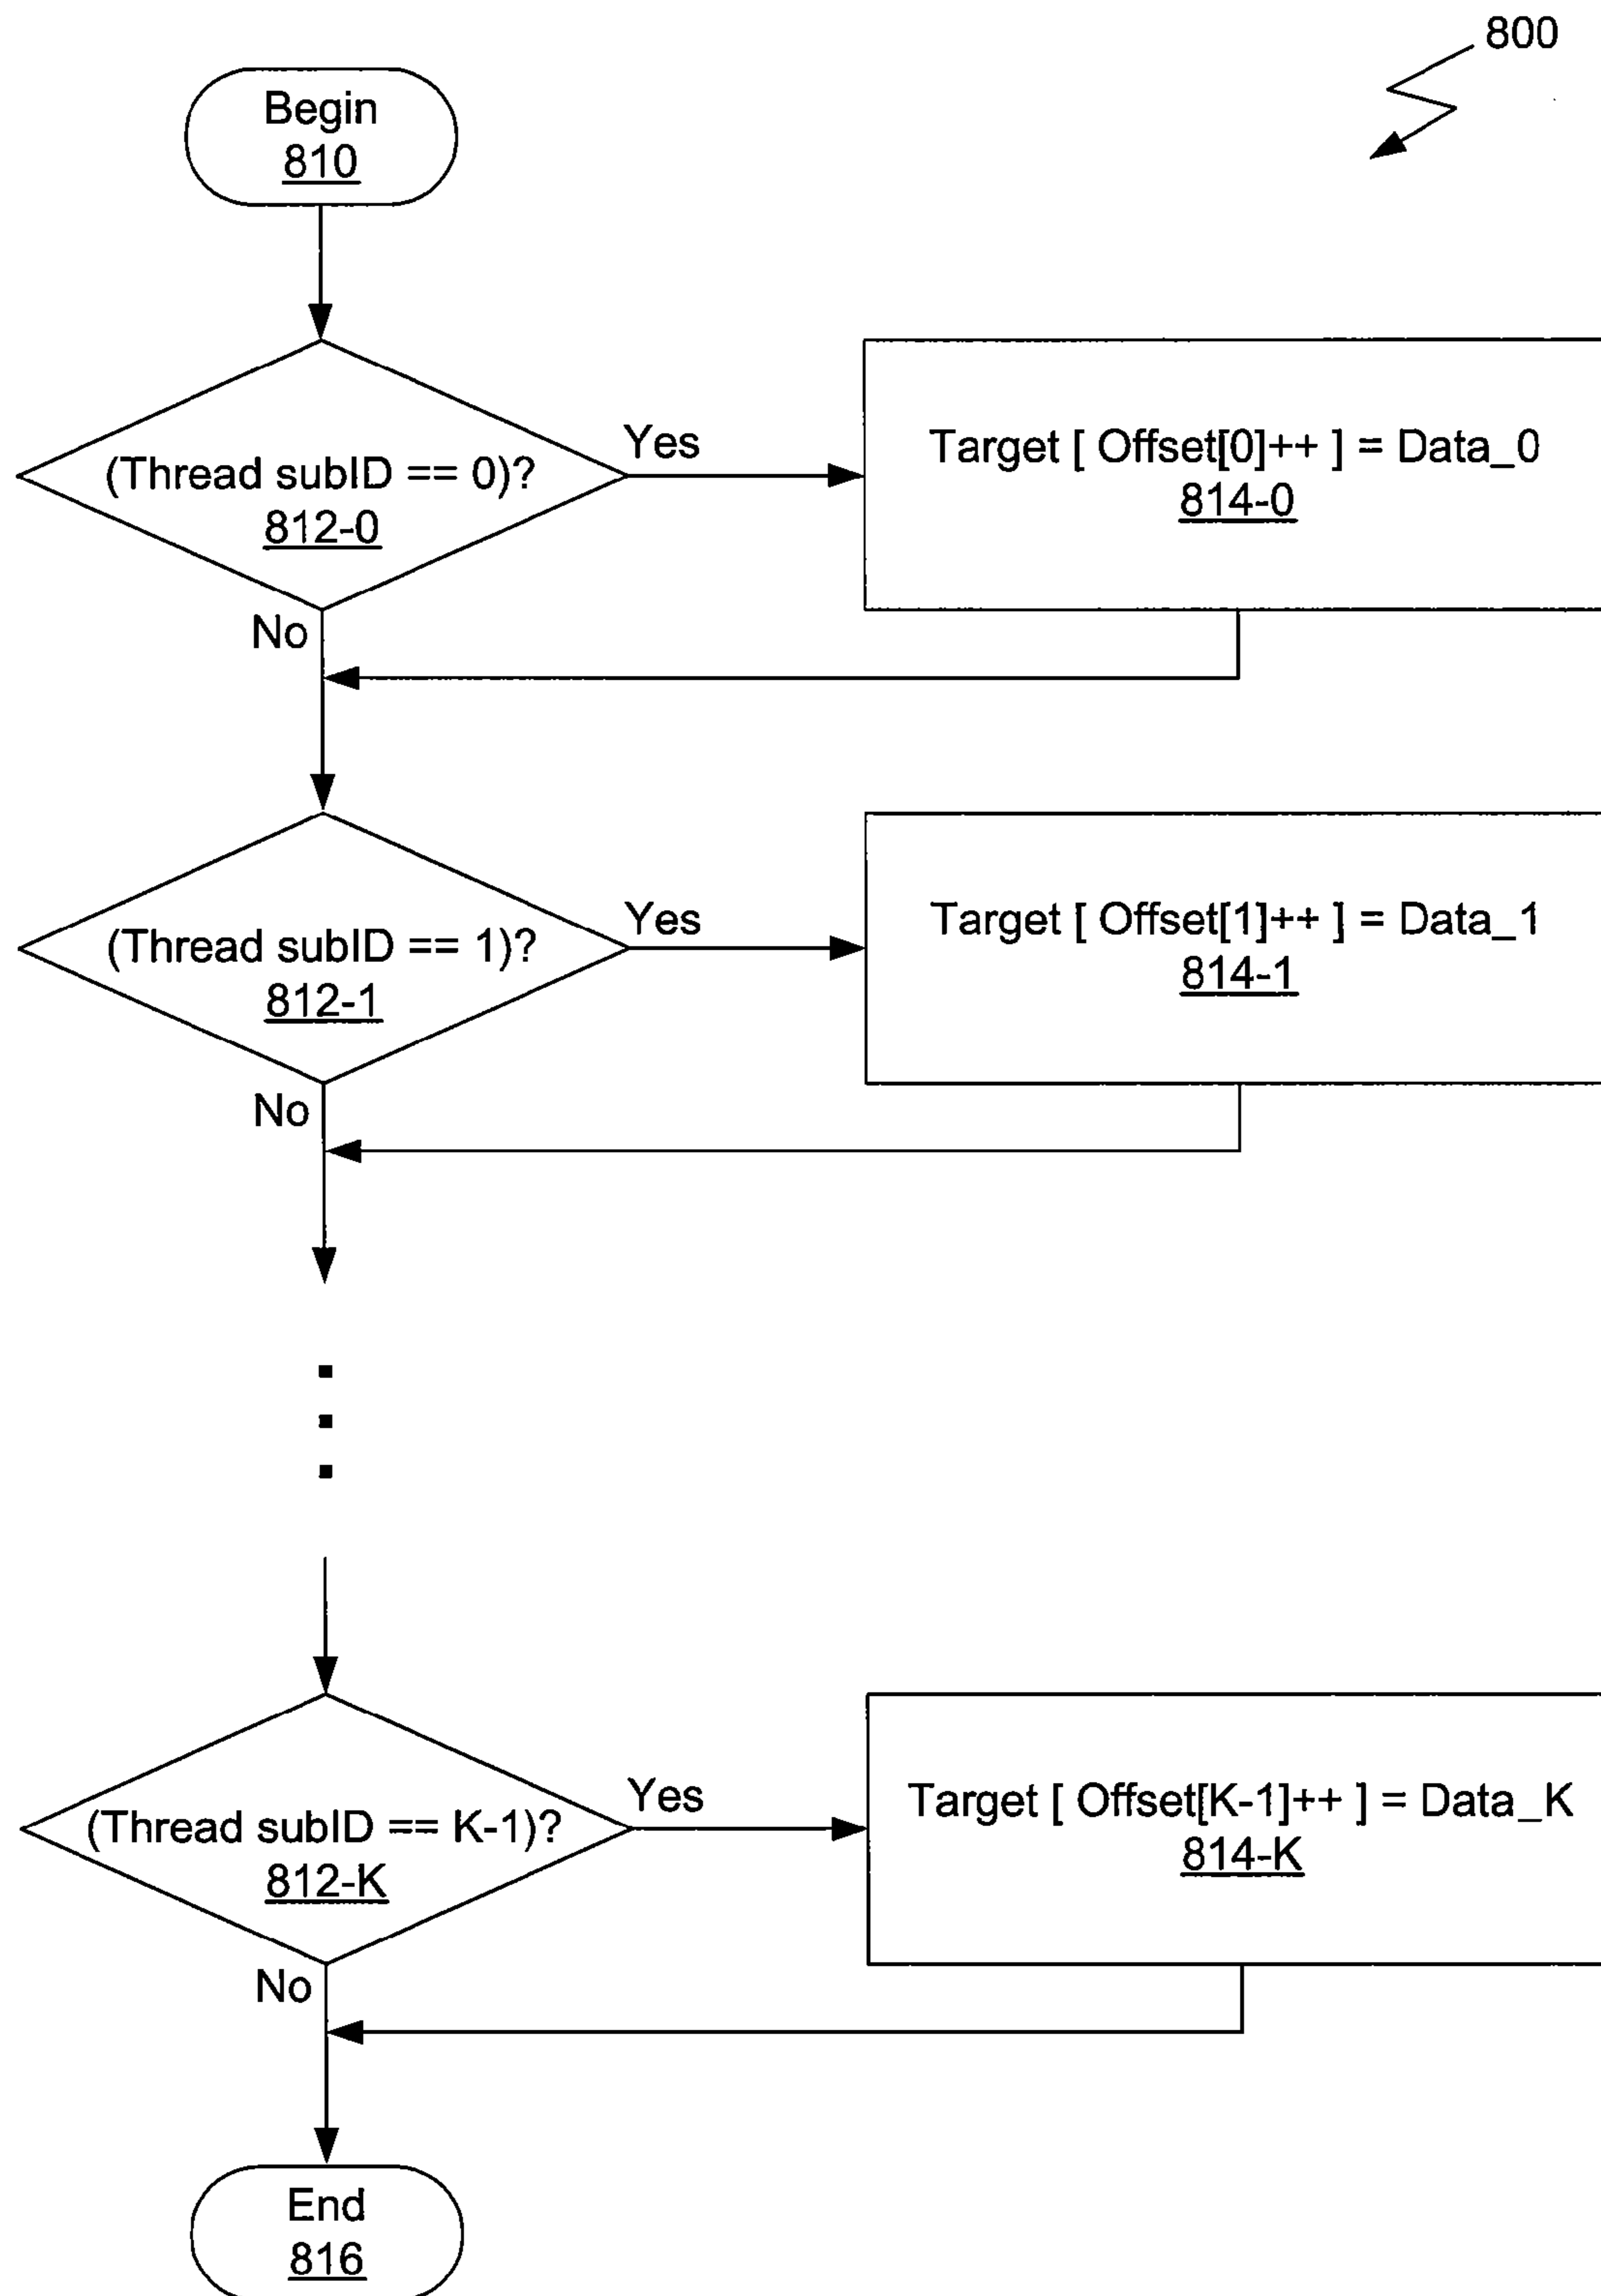 800
Begin
810
(Thread subID == 0)?
812-0
Yes
No
Target [ Offset[0]++ ] = Data_0
814-0
(Thread subID == 1)?
812-1
Yes
No
Target [ Offset[1]++ ] = Data_1
814-1
(Thread subID == K-1)?
812-K
Yes
No
Target [ Offset[K-1]++ ] = Data_K
814-K
End
816